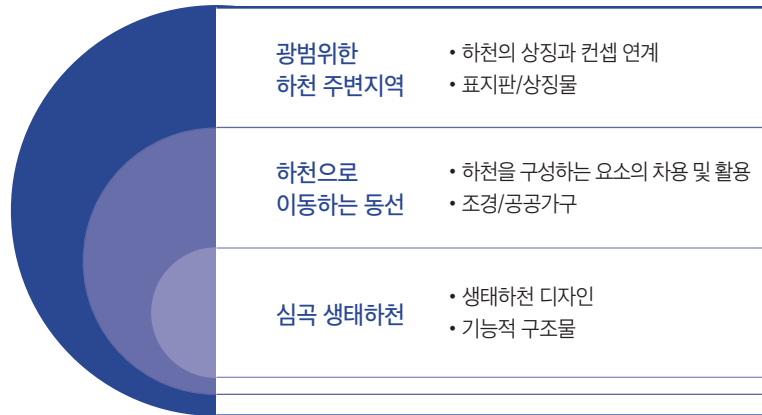 광범위한
하천 주변지역
• 하천의 상징과 컨셉 연계
• 표지판/상징물
하천으로
이동하는 동선
• 하천을 구성하는 요소의 차용 및 활용
• 조경/공공가구
심곡 생태하천
• 생태하천 디자인
• 기능적 구조물